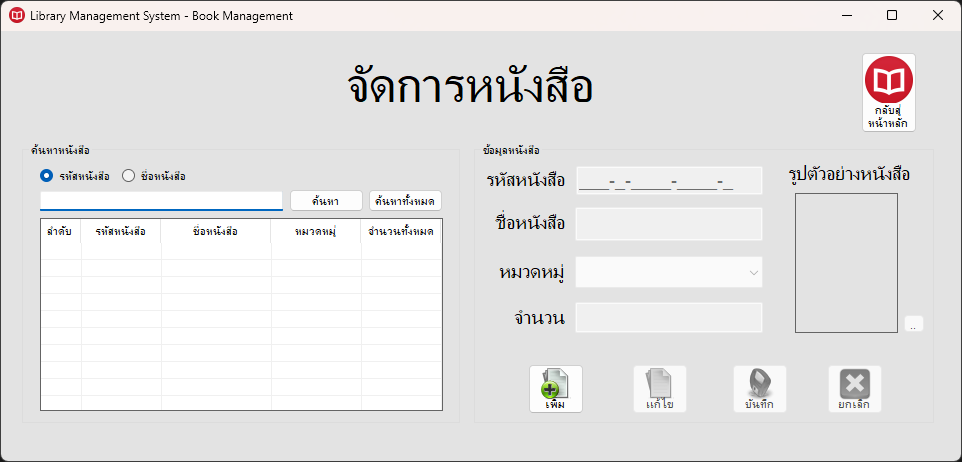 Library Management System - Book Management
จัดการหนังสือ
กลับสู่
หน้าหลัก
ค้นหาหนังสือ
รหัสหนังสือ ชื่อหนังสือ
ค้นหา ค้นหาทั้งหมด
ลำดับ รหัสหนังสือ ชื่อหนังสือ หมวดหมู่ จำนวนทั้งหมด
ข้อมูลหนังสือ
รหัสหนังสือ ___-_-_____-____-_
ชื่อหนังสือ
หมวดหมู่
จำนวน
รูปตัวอย่างหนังสือ
..
เพิ่ม แก้ไข บันทึก ยกเลิก